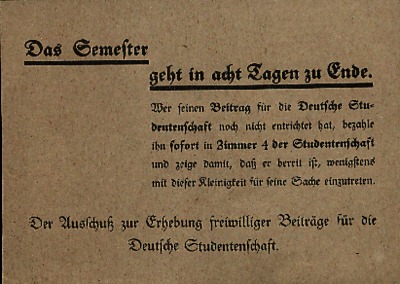 Das Semeſter
geht in acht Tagen zu Ende.
Wer ſeinen Beitrag für die Deutſche Stu-
dentenſchaft noch nicht entrichtet hat, bezahle
ihn ſofort in Zimmer 4 der Studentenſchaft
und zeige damit, daß er bereit iſt, wenigſtens
mit dieſer Kleinigkeit für ſeine Sache einzutreten.
Der Ausſchuß zur Erhebung freiwilliger Beiträge für die
Deutſche Studentenſchaft.